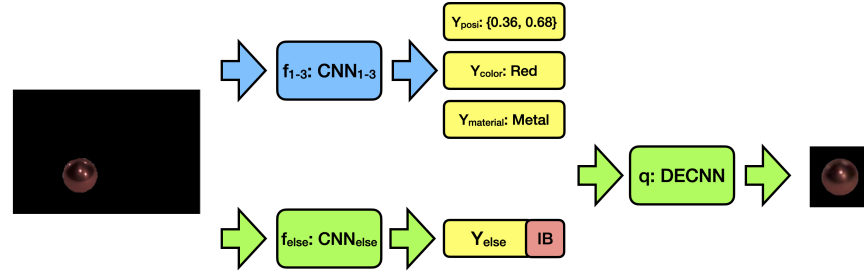 Yposi: {0.36, 0.68}
f1-3: CNN1-3
Ycolor: Red
Ymaterial: Metal
q: DECNN
felse: CNNelse
Yelse
IB